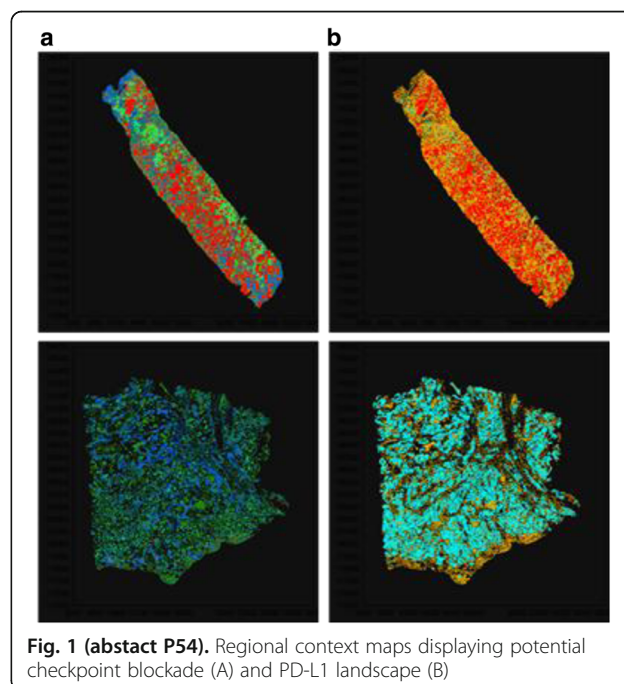 a
b
Fig. 1 (abstact P54). Regional context maps displaying potential
checkpoint blockade (A) and PD-L1 landscape (B)